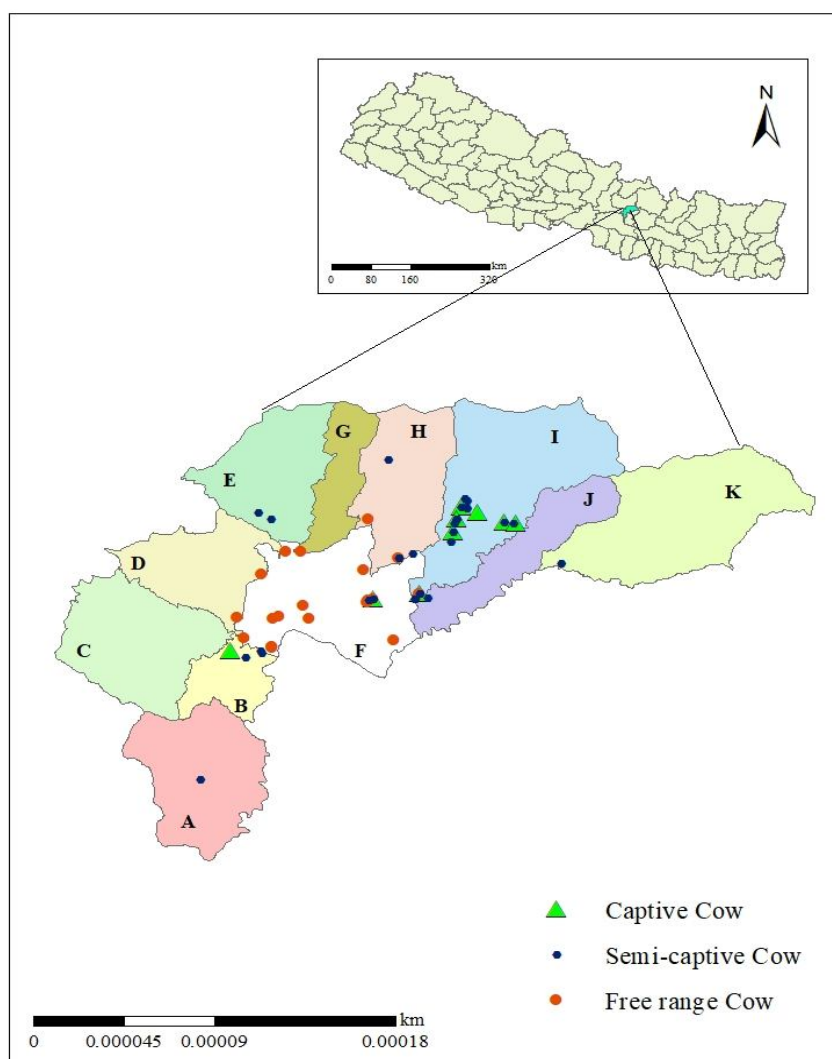 N
km
0 80 160 320
G
H
I
E
J
K
D
C
F
B
A
Captive Cow
Semi-captive Cow
Free range Cow
km
0 0.000045 0.00009 0.00018